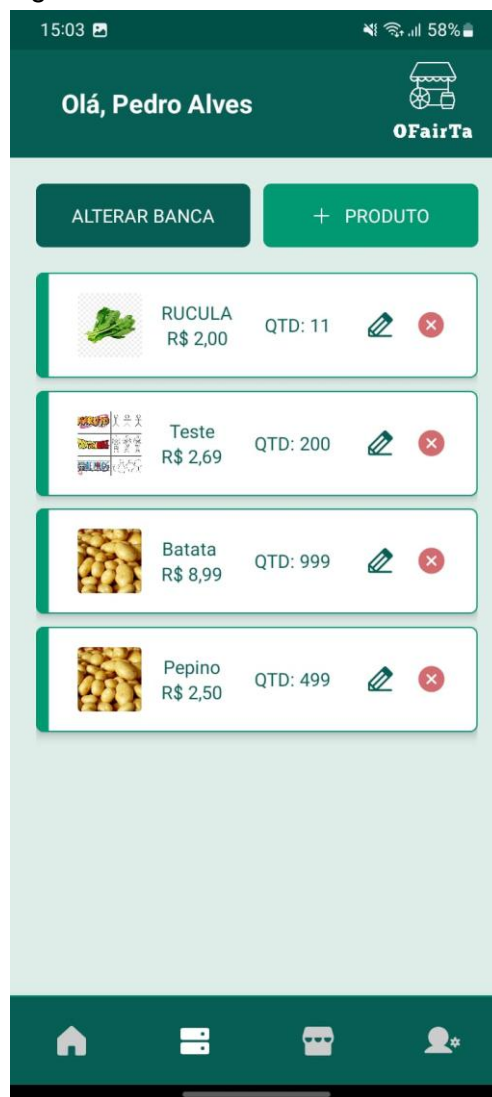 15:03
58%
Olá, Pedro Alves
OFairTa
ALTERAR BANCA
+ PRODUTO
RUCULA
R$ 2,00
QTD: 11
Teste
R$ 2,69
QTD: 200
Batata
R$ 8,99
QTD: 999
Pepino
R$ 2,50
QTD: 499